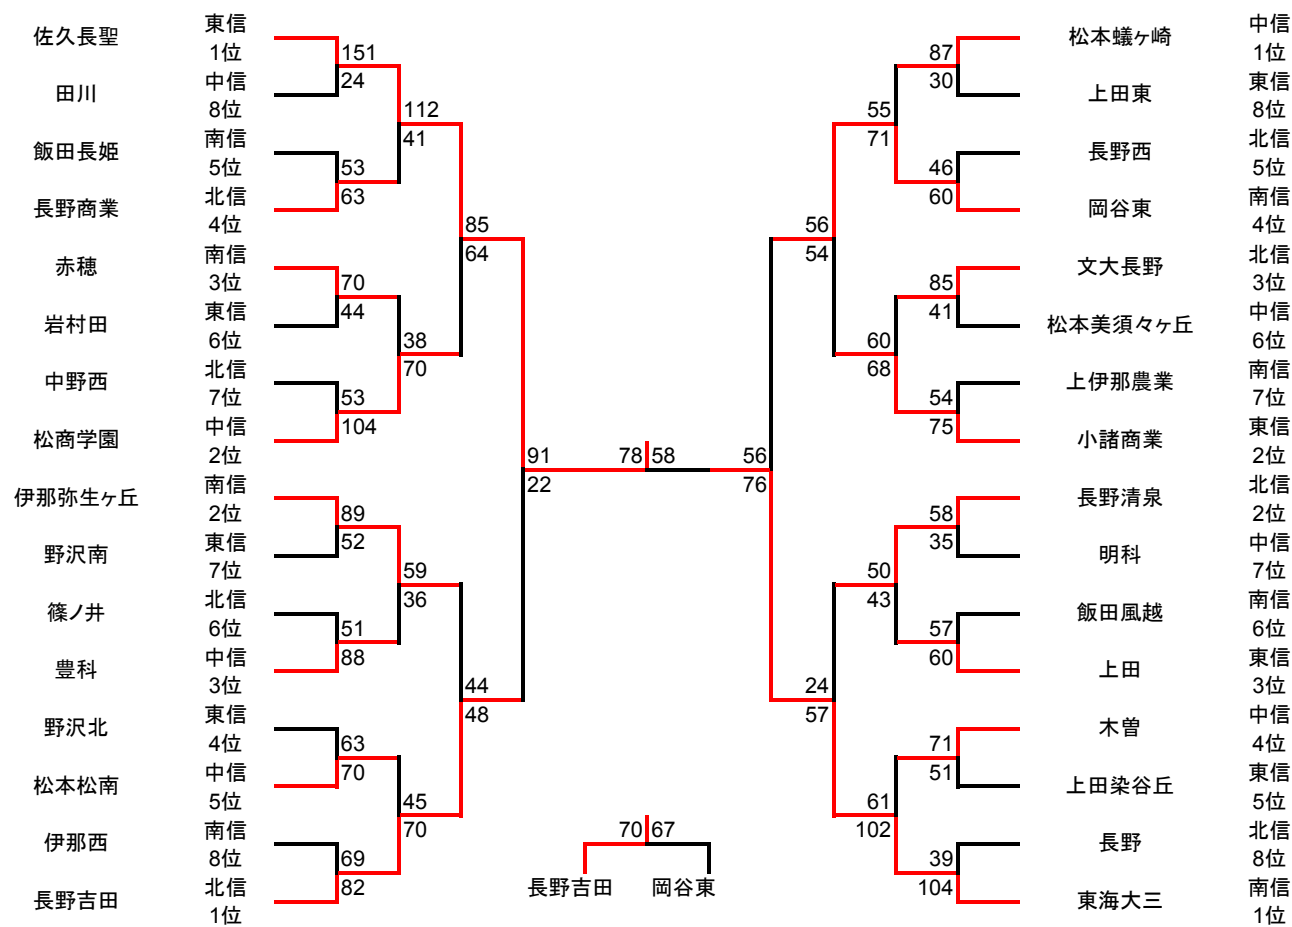 佐久長聖 東信 1位
田川 中信 8位
飯田長姫 南信 5位
長野商業 北信 4位
赤穂 南信 3位
岩村田 東信 6位
中野西 北信 7位
松商学園 中信 2位
伊那弥生ヶ丘 南信 2位
野沢南 東信 7位
篠ノ井 北信 6位
豊科 中信 3位
野沢北 東信 4位
松本松南 中信 5位
伊那西 南信 8位
長野吉田 北信 1位
151
24
53
63
70
44
53
104
89
52
51
88
63
70
69
82
112
41
38
70
59
36
45
70
85
64
44
48
91
22
78 58
56
76
56
54
24
57
55
71
60
68
50
43
61
102
87
30
46
60
85
41
54
75
58
35
57
60
71
51
39
104
松本蟻ヶ崎 中信 1位
上田東 東信 8位
長野西 北信 5位
岡谷東 南信 4位
文大長野 北信 3位
松本美須々ヶ丘 中信 6位
上伊那農業 南信 7位
小諸商業 東信 2位
長野清泉 北信 2位
明科 中信 7位
飯田風越 南信 6位
上田 東信 3位
木曽 中信 4位
上田染谷丘 東信 5位
長野 北信 8位
東海大三 南信 1位
70 67
長野吉田 岡谷東